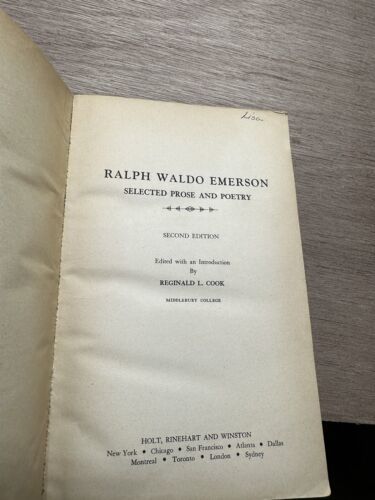 Lisa
RALPH WALDO EMERSON
SELECTED PROSE AND POETRY
SECOND EDITION
Edited with an Introduction
By
REGINALD L. COOK
MIDDLEBURY COLLEGE
HOLT, RINEHART AND WINSTON
New York • Chicago • San Francisco • Atlanta • Dallas
Montreal • Toronto • London • Sydney